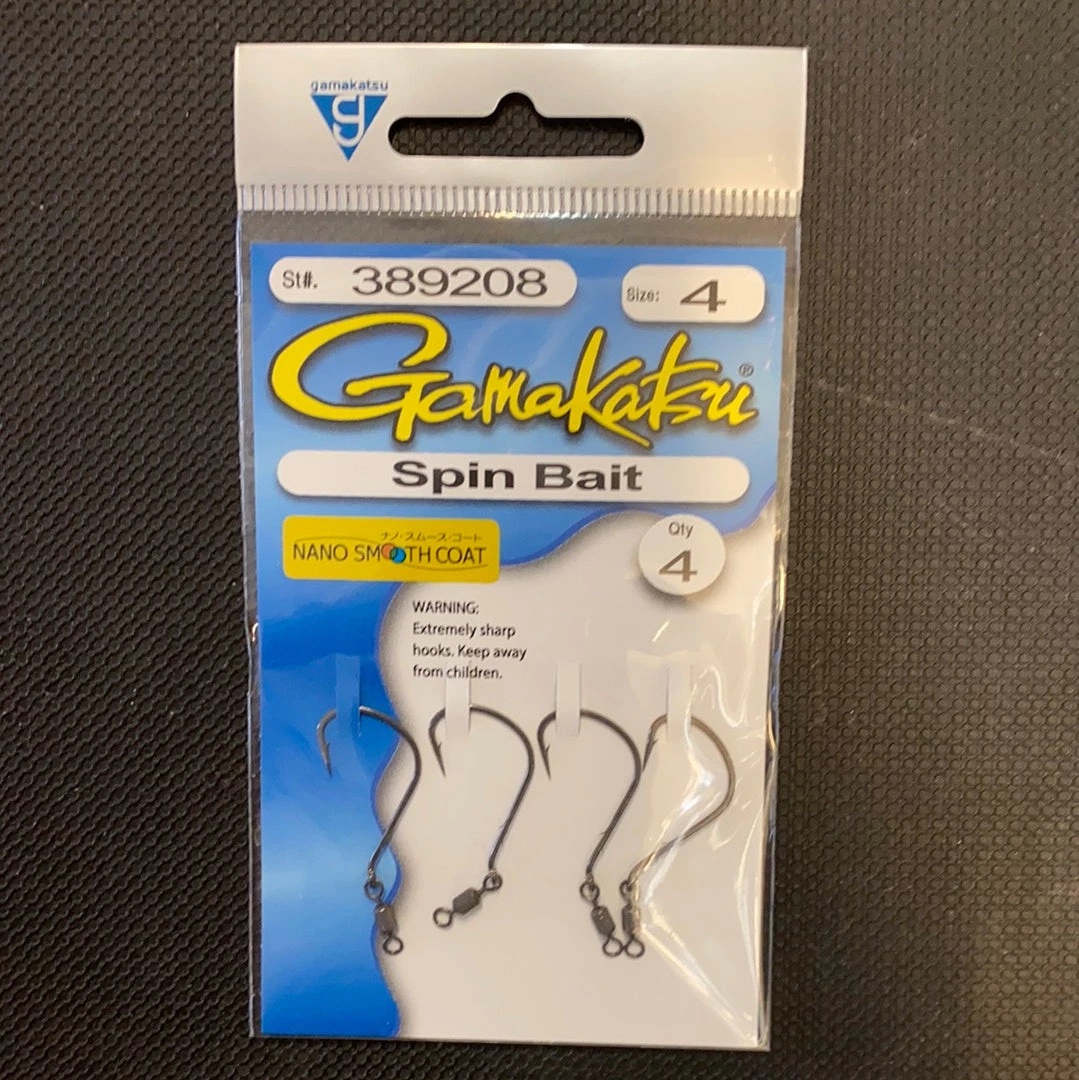 gamakatsu
g
St#. 389208
Size: 4
Gamakatsu®
Spin Bait
ナノ・スムース・コート
NANO SMOOTH COAT
Qty
4
WARNING:
Extremely sharp
hooks. Keep away
from children.